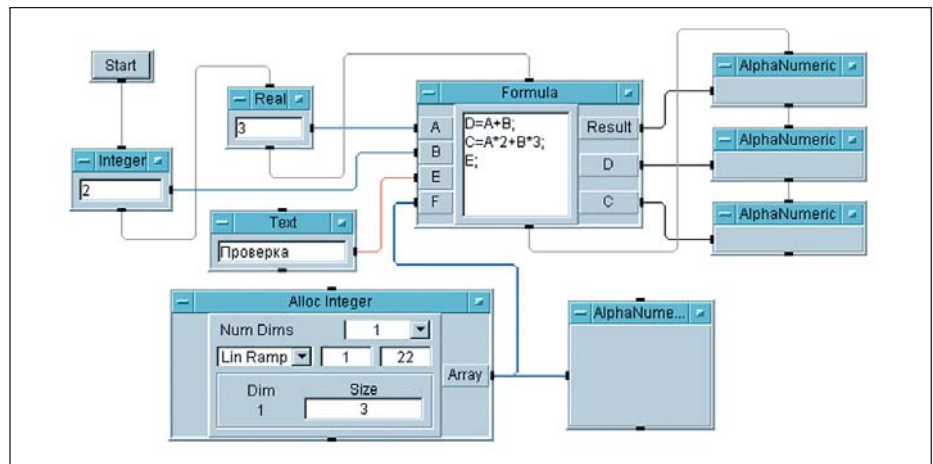 Start
Real
3
Integer
2
Text
Проверка
Formula
A
B
E
F
D=A+B;
C=A*2+B*3;
E;
Result
D
C
AlphaNumeric
AlphaNumeric
AlphaNumeric
Alloc Integer
Num Dims 1
Lin Ramp 1 22
Dim Size
1 3
Array
AlphaNume...